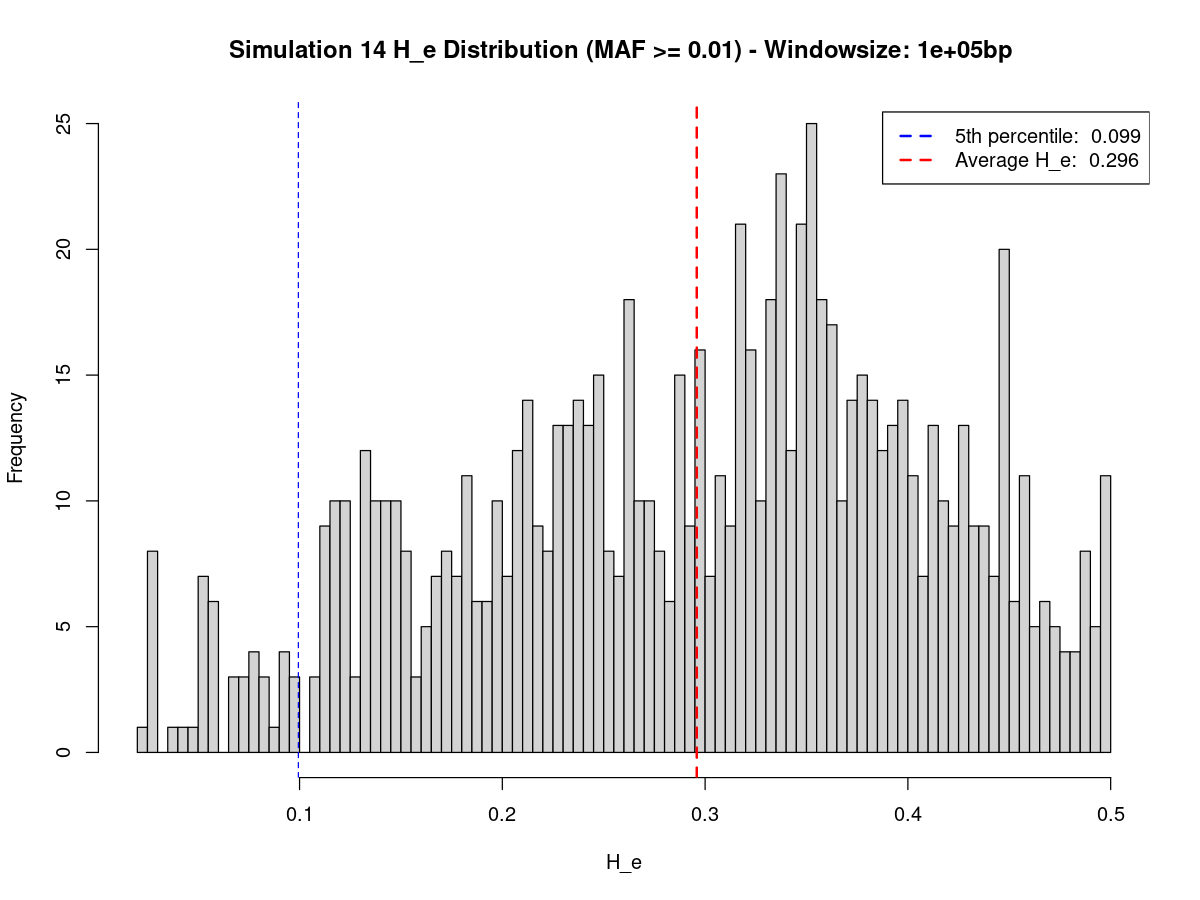 Simulation 14 H_e Distribution (MAF >= 0.01) - Windowsize: 1e+05bp
5th percentile: 0.099
Average H_e: 0.296
Frequency
25
20
15
10
5
0
0.1 0.2 0.3 0.4 0.5
H_e